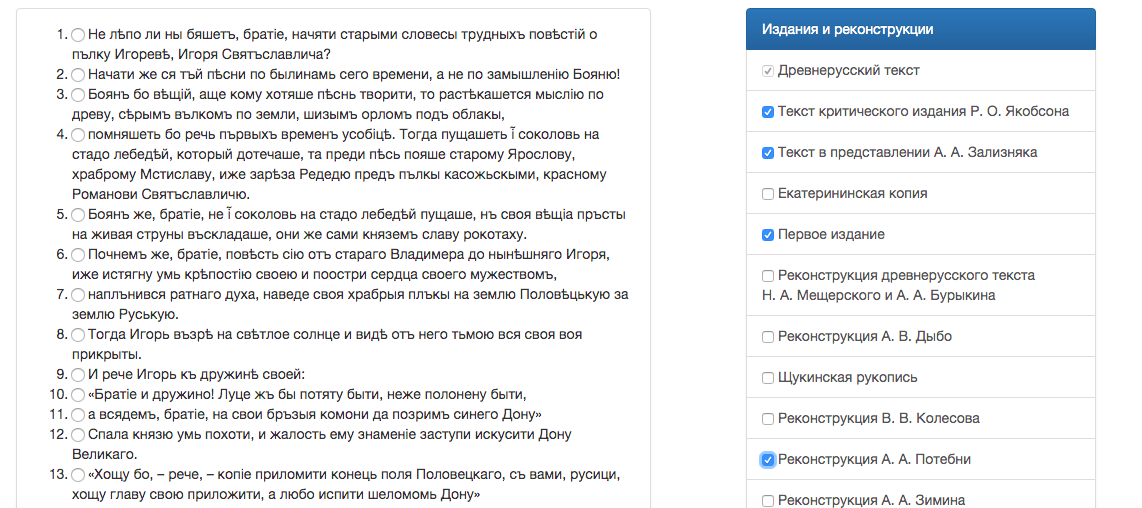 1. Не лѣпо ли ны бяшетъ, братіе, начяти старыми словесы трудныхъ повѣстій о
пълку Игоревѣ, Игоря Святъславлича?
2. Начати же ся тъй пѣсни по былинамь сего времени, а не по замышленію Бояню!
3. Боянъ бо вѣщій, аще кому хотяше пѣснь творити, то растѣкашется мыслію по
древу, сѣрымъ вълкомъ по земли, шизымъ орломъ подъ облакы,
4. помняшеть бо речь първыхъ временъ усобіцѣ. Тогда пущашеть і҃ соколовь на
стадо лебедѣй, который дотечаше, та преди пѣсь пояше старому Ярослову,
храброму Мстиславу, иже зарѣза Редедю предъ пълкы касожьскыми, красному
Романови Святъславличю.
5. Боянъ же, братіе, не і҃ соколовь на стадо лебедѣй пущаше, нъ своя вѣщіа пръсты
на живая струны въскладаше, они же сами княземъ славу рокотаху.
6. Почнемъ же, братіе, повѣсть сію отъ стараго Владимера до нынѣшняго Игоря,
иже истягну умь крѣпостію своею и поостри сердца своего мужествомъ,
7. наплънився ратнаго духа, наведе своя храбрыя плъкы на землю Половѣцькую за
землю Руськую.
8. Тогда Игорь възрѣ на свѣтлое солнце и видѣ отъ него тьмою вся своя воя
прикрыты.
9. И рече Игорь къ дружинѣ своей:
10. «Братіе и дружино! Луце жъ бы потяту быти, неже полонену быти,
11. а всядемъ, братіе, на свои бръзыя комони да позримъ синего Дону»
12. Спала князю умь похоти, и жалость ему знаменіе заступи искусити Дону
Великаго.
13. «Хощу бо, – рече, – копіе приломити конець поля Половецкаго, съ вами, русици,
хощу главу свою приложити, а любо испити шеломомь Дону»
Издания и реконструкции
Древнерусский текст
Текст критического издания Р. О. Якобсона
Текст в представлении А. А. Зализняка
Екатерининская копия
Первое издание
Реконструкция древнерусского текста
Н. А. Мещерского и А. А. Бурыкина
Реконструкция А. В. Дыбо
Щукинская рукопись
Реконструкция В. В. Колесова
Реконструкция А. А. Потебни
Реконструкция А. А. Зимина